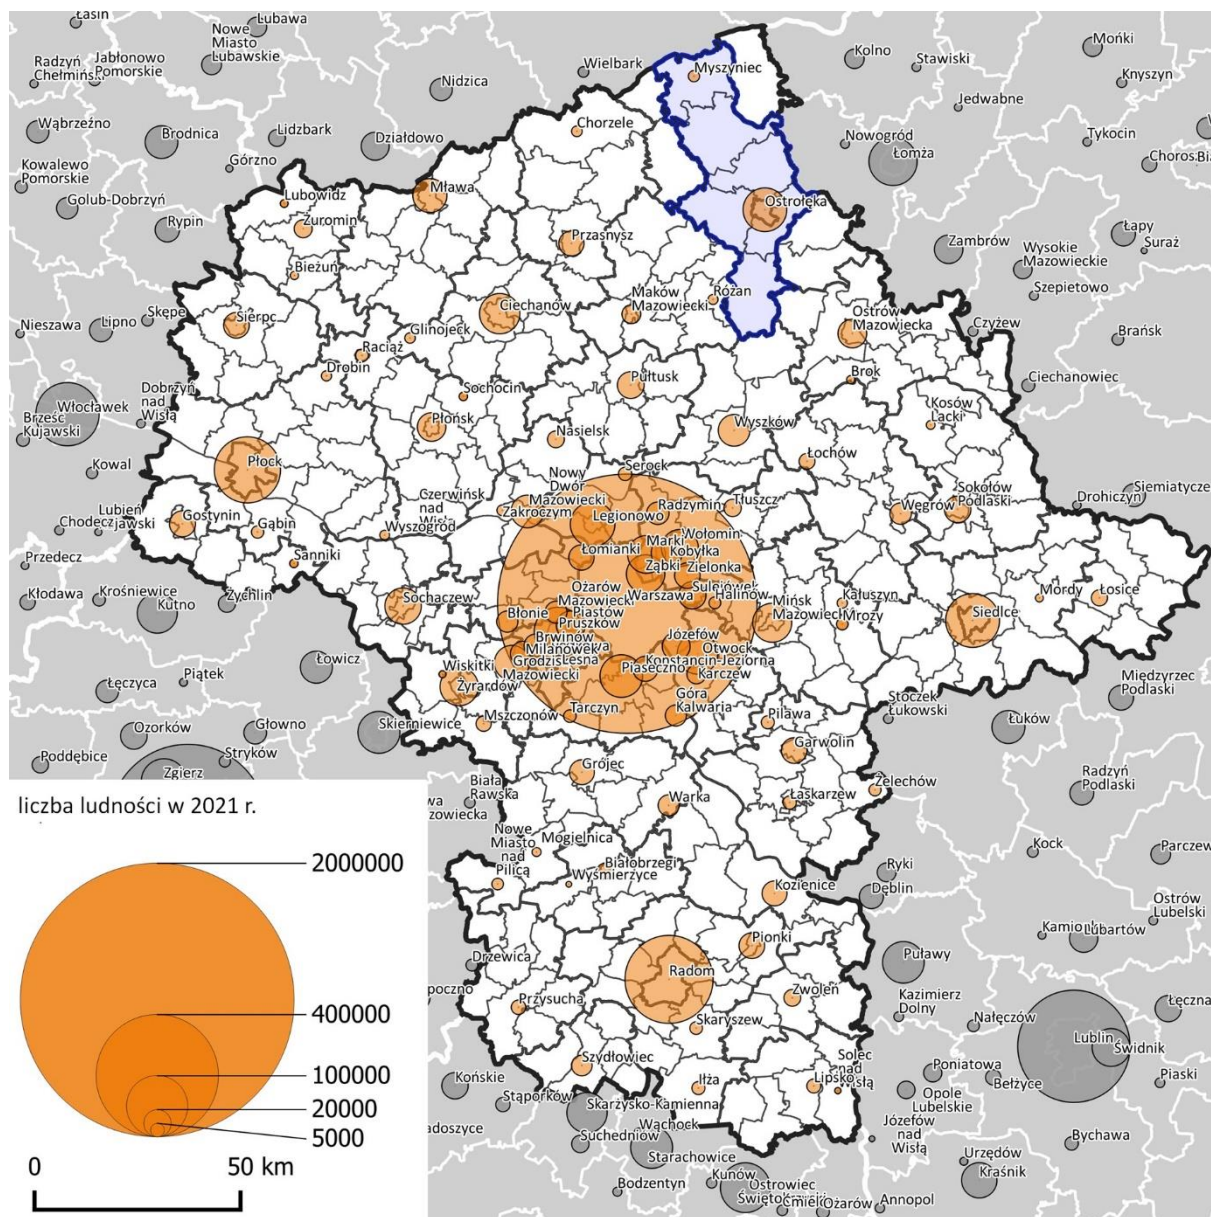 Łasin
Lubawa
Nowe
Miasto
Lubawskie
Radzyń
Chełmiński
Jabłonowo
Pomorskie
Nidzica
Wielbark
Myszyniec
Kolno
Stawiski
Mońki
Knyszyn
Jedwabne
Wąbrzeźno
Brodnica
Lidzbark
Działdowo
Chorzele
Nowogród
Łomża
Tykocin
Choros
Kowalewo
Pomorskie
Górzno
Golub-Dobrzyń
Rypin
Lubowidz
Żuromin
Mława
Przasnysz
Ostrołęka
Zambrów
Łapy
Suraż
Wysokie
Mazowieckie
Szepietowo
Bieżuń
Skępe
Nieszawa
Lipno
Sierpc
Glinojeck
Ciechanów
Maków
Mazowiecki
Różan
Ostrów
Mazowiecka
Czyżew
Brańsk
Raciąż
Drobin
Sochocin
Pułtusk
Brok
Ciechanowiec
Włocławek
Dobrzyń
nad
Wisłą
Brześć
Kujawski
Płońsk
Nasielsk
Wyszków
Kosów
Lacki
Kowal
Płock
Łochów
Serock
Nowy
Dwór
Mazowiecki
Zakroczym
Legionowo
Radzymin
Tłuszcz
Węgrów
Sokołów
Podlaski
Drohiczyn
Siemiatycze
Czerwińsk
nad
Wisłą
Wyszogród
Lubień
Chodecz
Gostynin
Gąbin
Sanniki
Przedecz
Łomianki
Marki
Wołomin
Kobyłka
Ząbki
Zielonka
Kłodawa
Krośniewice
Kutno
Żychlin
Sochaczew
Ożarów
Mazowiecki
Warszawa
Sulejówek
Halinów
Mińsk
Mazowiecki
Kałuszyn
Mrozy
Siedlce
Mordy
Łosice
Błonie
Piastów
Pruszków
Brwinów
Milanówek
Grodzisk
Mazowiecki
Leśna
Józefów
Otwock
Konstancin-Jeziorna
Piaseczno
Karczew
Łowicz
Wiskitki
Żyrardów
Łęczyca
Piątek
Mszczonów
Tarczyn
Góra
Kalwaria
Pilawa
Stoczek
Łukowski
Międzyrzec
Podlaski
Łuków
Ozorków
Głowno
Skierniewice
Stryków
Poddębice
Zgierz
Garwolin
Grójec
Biała
Rawska
Warka
Łaskarzew
Żelechów
Radzyń
Podlaski
liczba ludności w 2021 r.
Nowe
Miasto
nad
Pilicą
Mogielnica
Białobrzegi
Wyśmierzyce
Kozienice
Ryki
Dęblin
Kock
Parczew
Ostrów
Lubelski
Lubartów
Puławy
Pionki
Radom
Drzewica
Przysucha
Zwoleń
Skaryszew
Kazimierz
Dolny
Nałęczów
Lublin
Świdnik
Łęczna
Szydłowiec
Iłża
Solec
nad
Wisłą
Lipsko
Poniatowa
Bełżyce
Piaski
Opole
Lubelskie
Końskie
Stąporków
Skarżysko-Kamienna
Wąchock
Suchedniów
Starachowice
Józefów
nad
Wisłą
Bychawa
Urzędów
Kraśnik
Bodzentyn
Kunów
Ostrowiec
Ożarów
Annopol
2000000
400000
100000
20000
5000
0
50 km